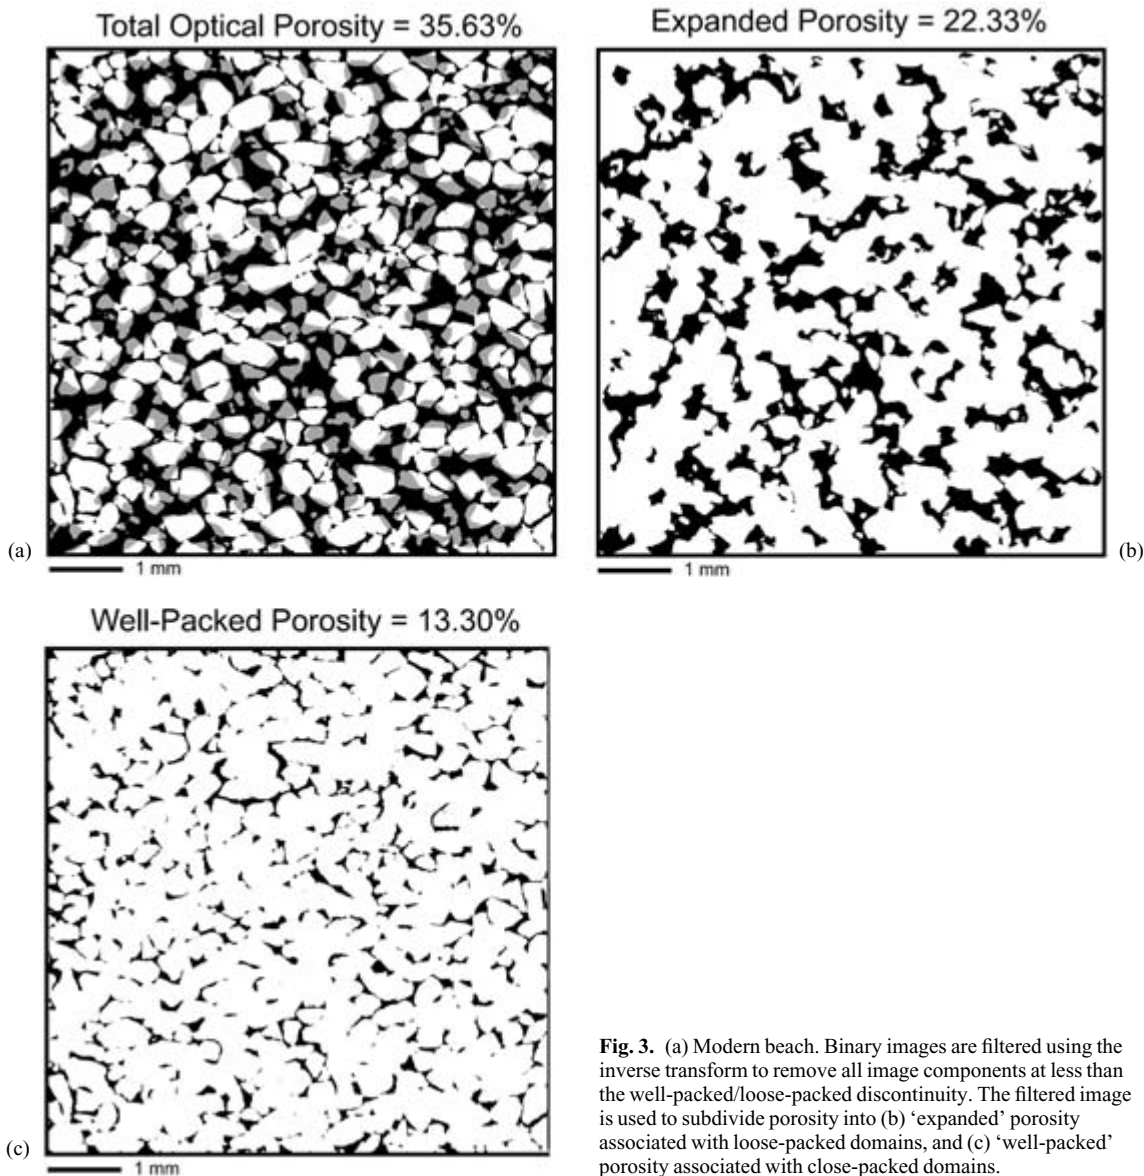 Total Optical Porosity = 35.63%
Expanded Porosity = 22.33%
(a)
1 mm
1 mm
(b)
Well-Packed Porosity = 13.30%
(c)
1 mm
Fig. 3. (a) Modern beach. Binary images are filtered using the
inverse transform to remove all image components at less than
the well-packed/loose-packed discontinuity. The filtered image
is used to subdivide porosity into (b) ‘expanded’ porosity
associated with loose-packed domains, and (c) ‘well-packed’
porosity associated with close-packed domains.